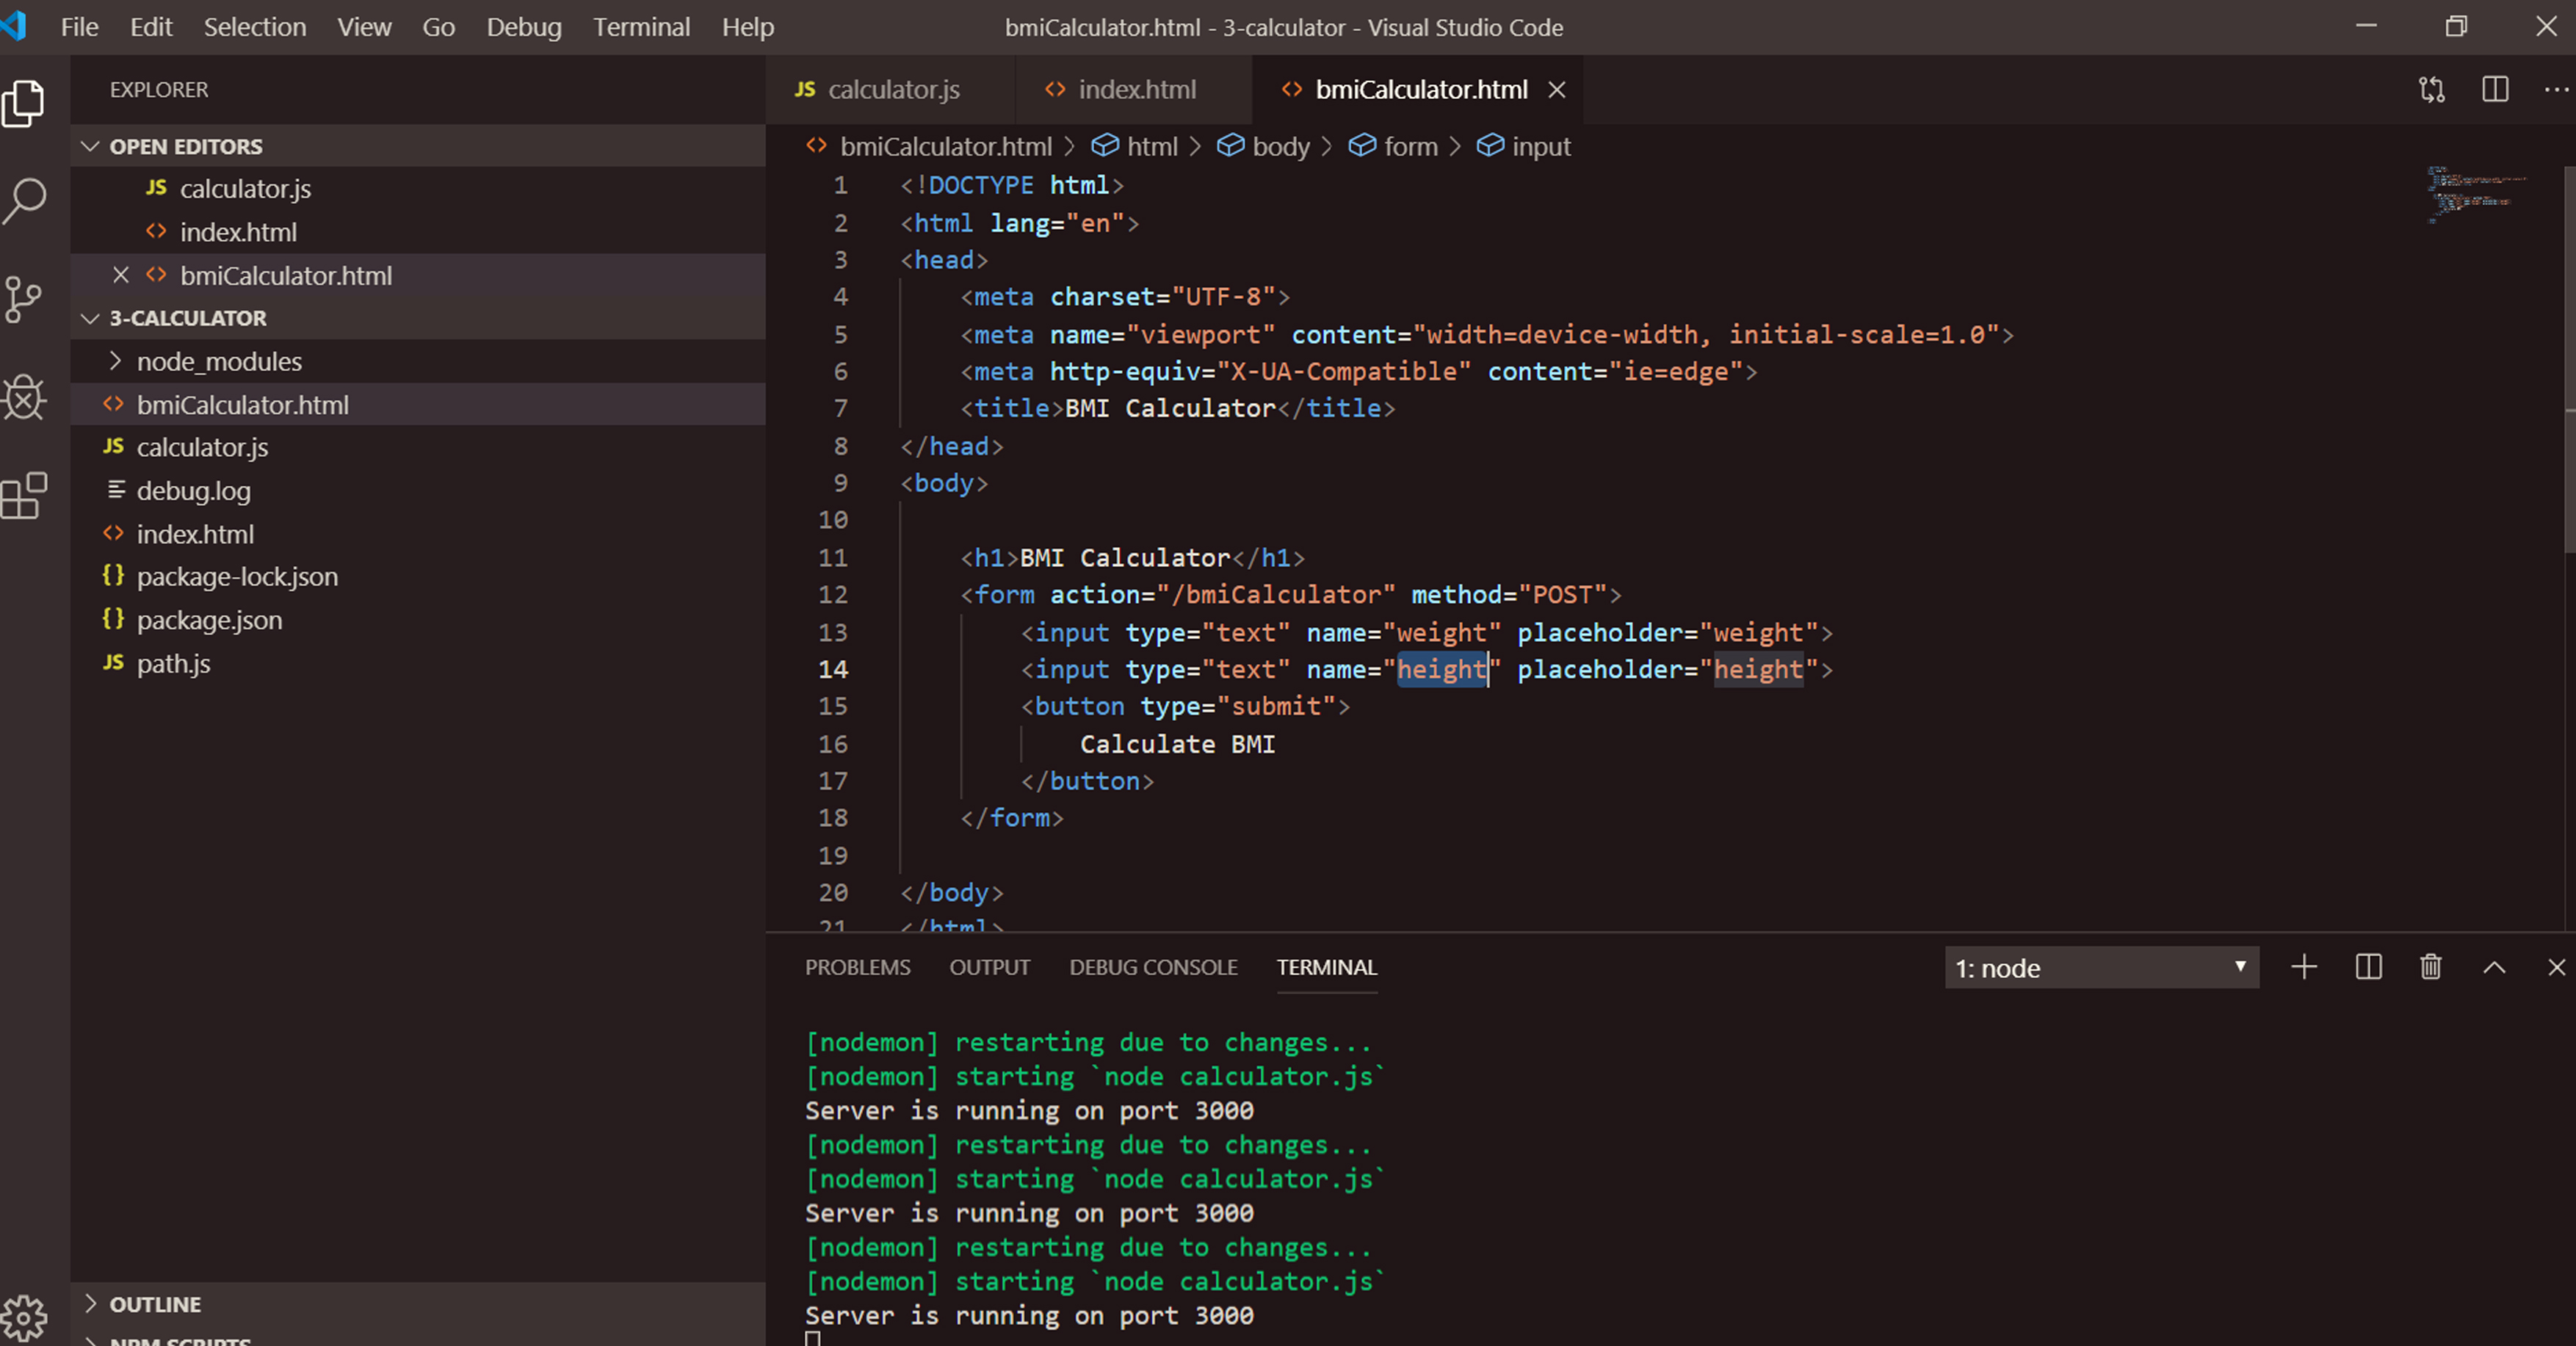 File Edit Selection View Go Debug Terminal Help bmiCalculator.html - 3-calculator - Visual Studio Code
EXPLORER
OPEN EDITORS
JS calculator.js
<> index.html
<> bmiCalculator.html
3-CALCULATOR
node_modules
<> bmiCalculator.html
JS calculator.js
debug.log
<> index.html
{} package-lock.json
{} package.json
JS path.js
OUTLINE
NPM SCRIPTS
JS calculator.js <> index.html <> bmiCalculator.html
<> bmiCalculator.html > html > body > form > input
1 <!DOCTYPE html>
2 <html lang="en">
3 <head>
4 <meta charset="UTF-8">
5 <meta name="viewport" content="width=device-width, initial-scale=1.0">
6 <meta http-equiv="X-UA-Compatible" content="ie=edge">
7 <title>BMI Calculator</title>
8 </head>
9 <body>
10
11 <h1>BMI Calculator</h1>
12 <form action="/bmiCalculator" method="POST">
13 <input type="text" name="weight" placeholder="weight">
14 <input type="text" name="height" placeholder="height">
15 <button type="submit">
16 Calculate BMI
17 </button>
18 </form>
19
20 </body>
21 </html>
PROBLEMS OUTPUT DEBUG CONSOLE TERMINAL 1: node
[nodemon] restarting due to changes...
[nodemon] starting `node calculator.js`
Server is running on port 3000
[nodemon] restarting due to changes...
[nodemon] starting `node calculator.js`
Server is running on port 3000
[nodemon] restarting due to changes...
[nodemon] starting `node calculator.js`
Server is running on port 3000